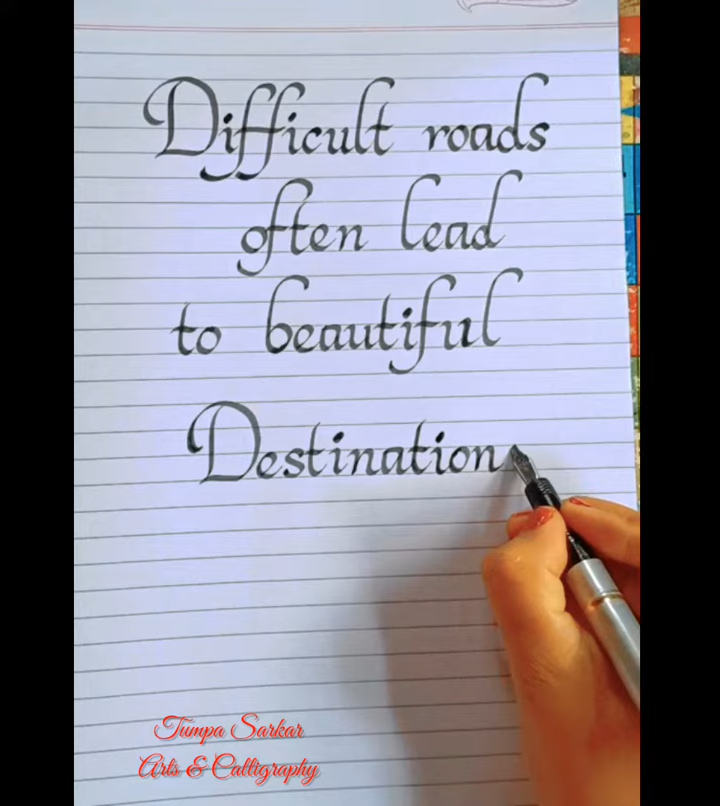 Difficult roads
often lead
to beautiful
Destination
Tumpa Sarkar
Arts & Calligraphy